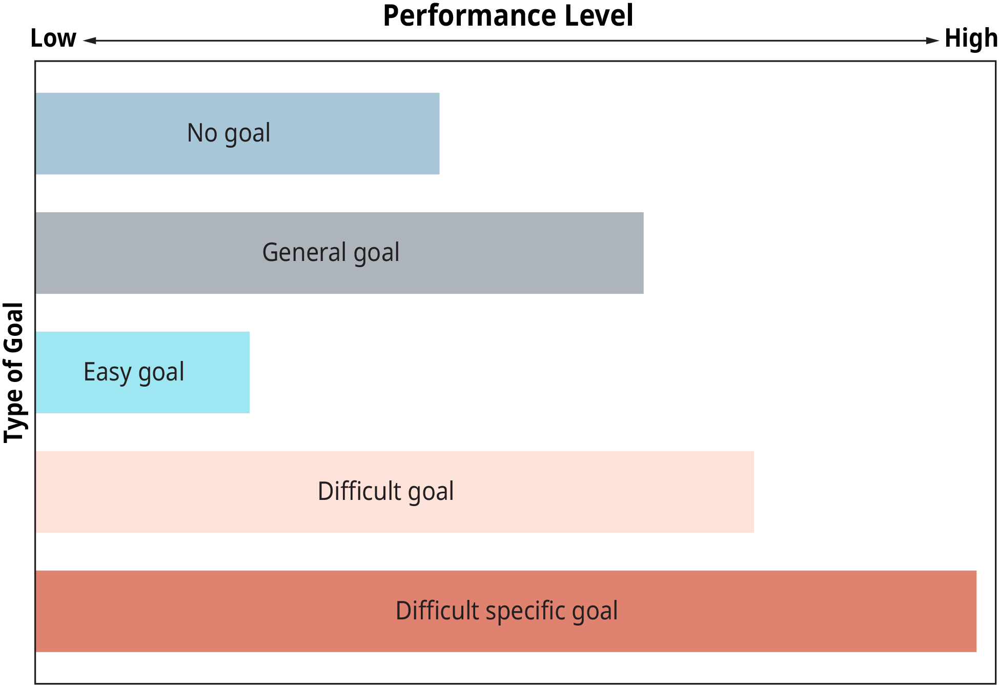 Performance Level
Low
High
Type of Goal
No goal
General goal
Easy goal
Difficult goal
Difficult specific goal